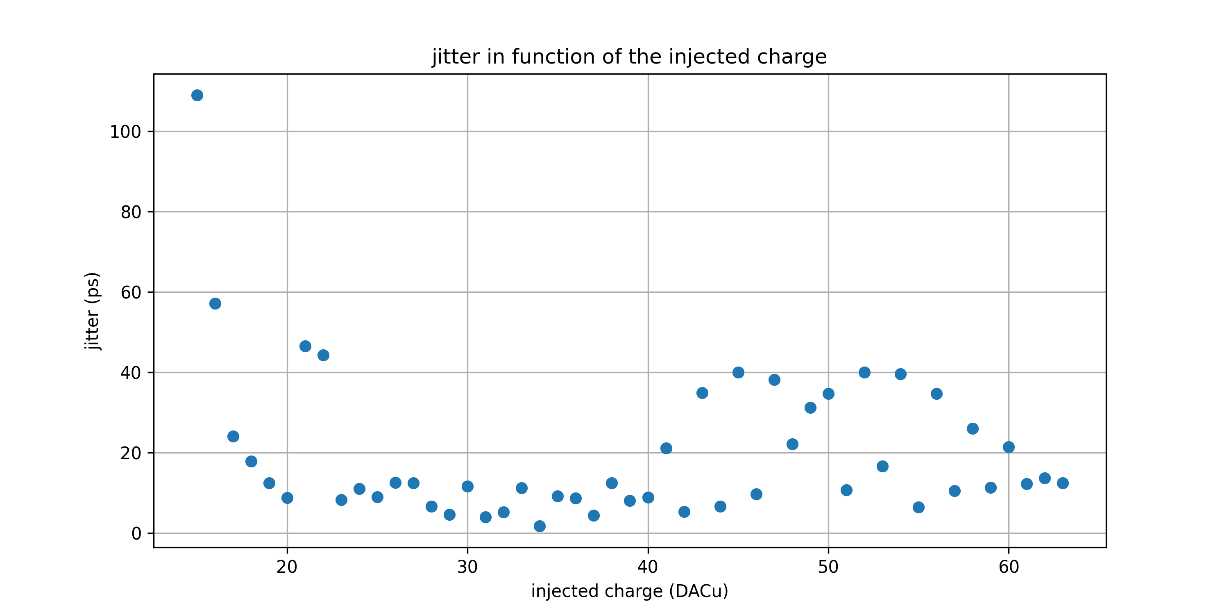 jitter in function of the injected charge
100
80
60
40
20
0
jitter (ps)
20 30 40 50 60
injected charge (DACu)